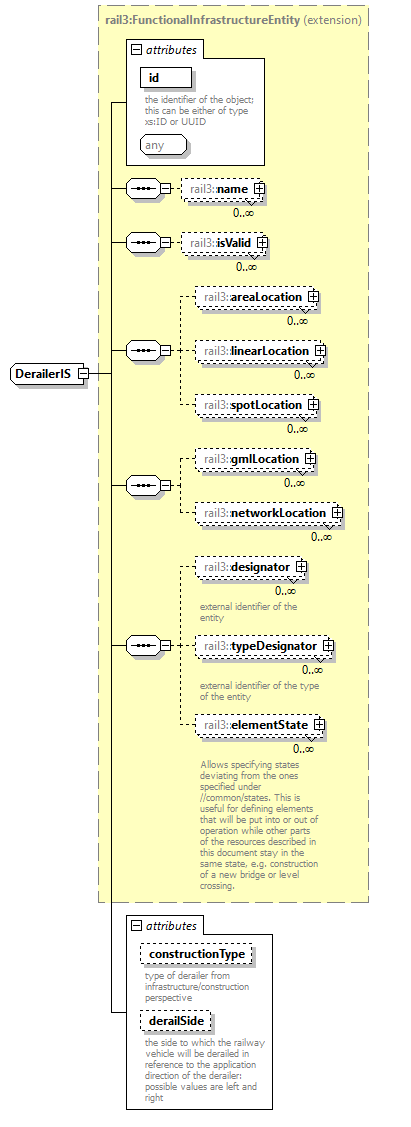 rail3:FunctionalInfrastructureEntity (extension)
attributes
id
the identifier of the object;
this can be either of type
xs:ID or UUID
any
rail3::name
0..∞
rail3::isValid
0..∞
rail3::areaLocation
0..∞
DerailerIS
rail3::linearLocation
0..∞
rail3::spotLocation
0..∞
rail3::gmlLocation
0..∞
rail3::networkLocation
0..∞
rail3::designator
0..∞
external identifier of the
entity
rail3::typeDesignator
0..∞
external identifier of the type
of the entity
rail3::elementState
0..∞
Allows specifying states
deviating from the ones
specified under
//common/states. This is
useful for defining elements
that will be put into or out of
operation while other parts
of the resources described in
this document stay in the
same state, e.g. construction
of a new bridge or level
crossing.
attributes
constructionType
type of derailer from
infrastructure/construction
perspective
derailSide
the side to which the railway
vehicle will be derailed in
reference to the application
direction of the derailer:
possible values are left and
right